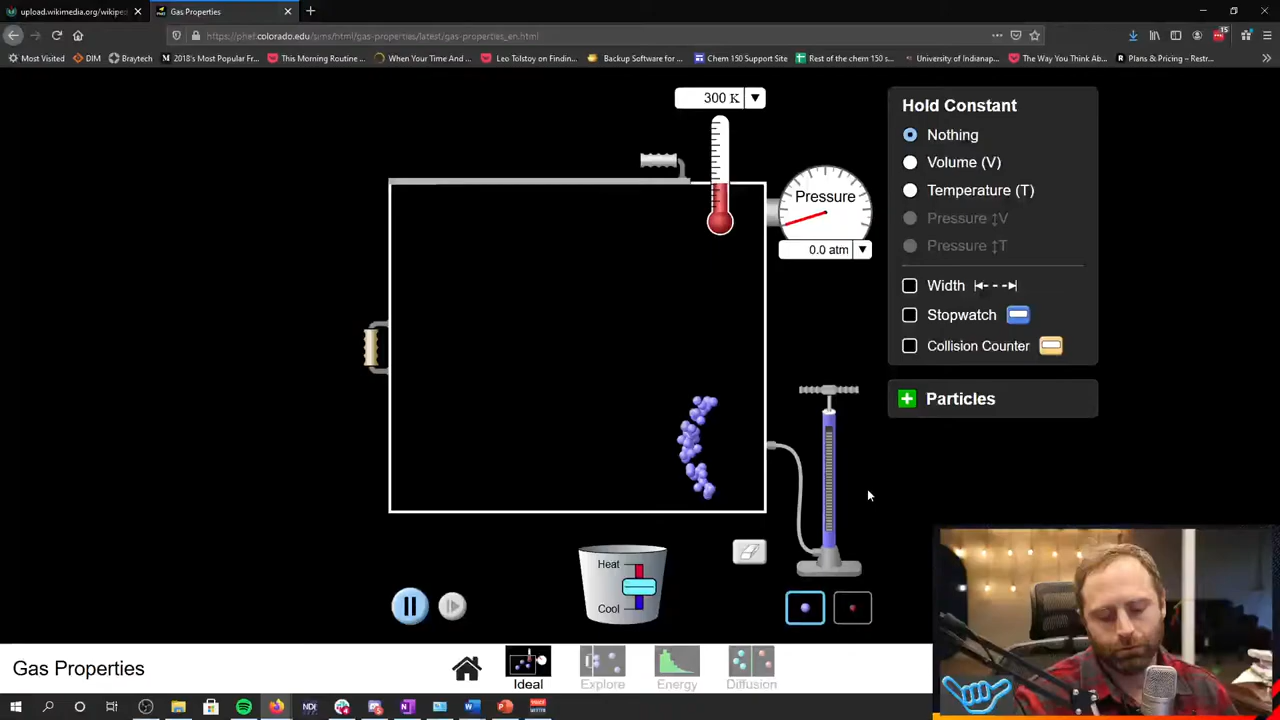 upload.wikimedia.org/wikipe
Gas Properties
https://phet.colorado.edu/sims/html/gas-properties/latest/gas-properties_en.html
15
Most Visited
DIM
Braytech
2018's Most Popular Fr...
This Morning Routine ...
When Your Time And ...
Leo Tolstoy on Findin...
Backup Software for ...
Chem 150 Support Site
Rest of the chem 150 s...
University of Indianap...
The Way You Think Ab...
Plans & Pricing – Restr...
300 K
Pressure
0.0 atm
Hold Constant
Nothing
Volume (V)
Temperature (T)
Pressure ↕V
Pressure ↕T
Width
Stopwatch
Collision Counter
Particles
Heat
Cool
Gas Properties
Ideal
Explore
Energy
Diffusion